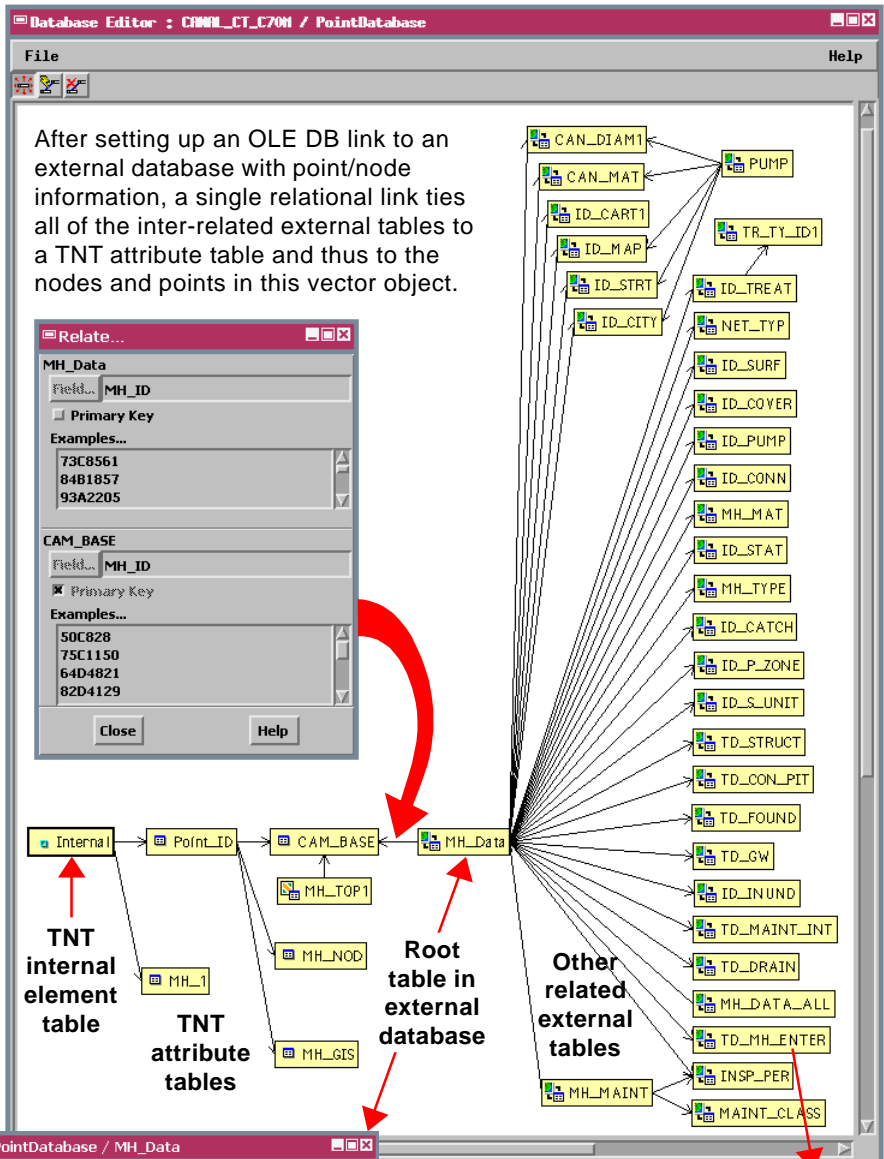 Database Editor : CANAL_CT_C70M / PointDatabase
File Help
After setting up an OLE DB link to an
external database with point/node
information, a single relational link ties
all of the inter-related external tables to
a TNT attribute table and thus to the
nodes and points in this vector object.
CAN_DIAM1
CAN_MAT
ID_CART1
ID_MAP
ID_STRT
ID_CITY
PUMP
TR_TY_ID1
ID_TREAT
NET_TYP
ID_SURF
ID_COVER
ID_PUMP
ID_CONN
MH_MAT
ID_STAT
MH_TYPE
ID_CATCH
ID_P_ZONE
ID_S_UNIT
TD_STRUCT
TD_CON_PIT
TD_FOUND
TD_GW
ID_INUND
TD_MAINT_INT
TD_DRAIN
MH_DATA_ALL
TD_MH_ENTER
INSP_PER
MAINT_CLASS
Relate...
MH_Data
Field... MH_ID
Primary Key
Examples...
73C8561
84B1857
93A2205
CAM_BASE
Field... MH_ID
Primary Key
Examples...
50C828
75C1150
64D4821
82D4129
Close Help
Internal
Point_ID
CAM_BASE
MH_Data
MH_TOP1
MH_1
MH_NOD
MH_GIS
MH_MAINT
TNT
internal
element
table
TNT
attribute
tables
Root
table in
external
database
Other
related
external
tables
PointDatabase / MH_Data